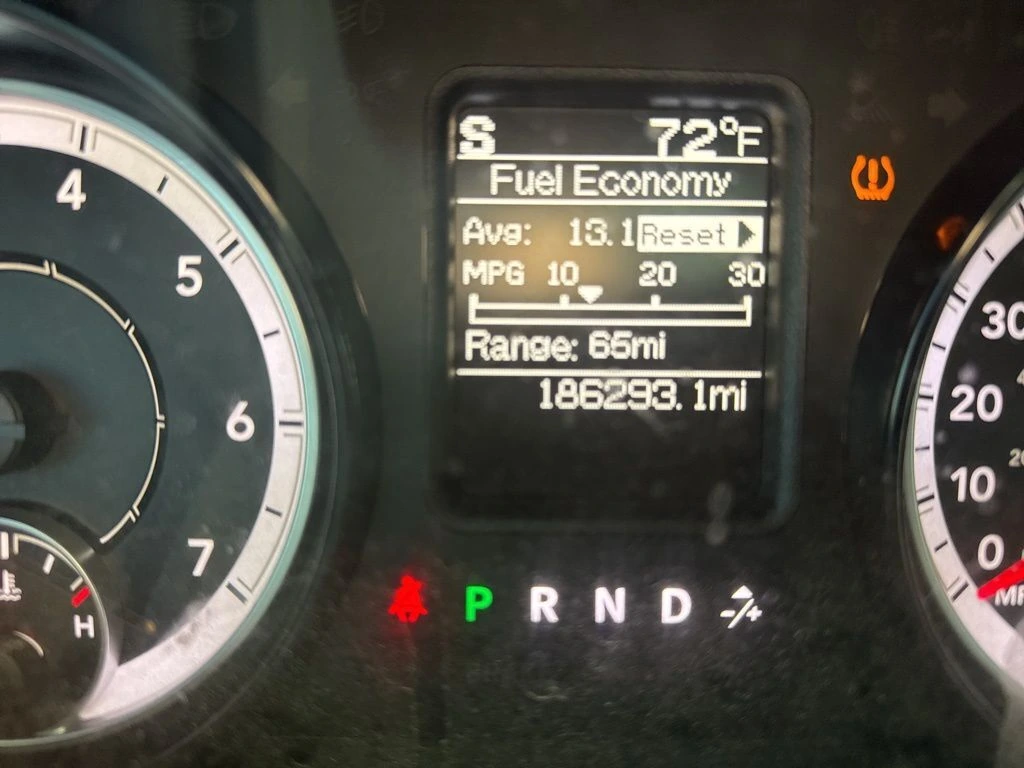 S 72°F
Fuel Economy
Avg: 13.1 Reset
MPG 10 20 30
Range: 65mi
186293.1mi
P R N D -/+
4
5
6
7
H
30
20
10
0